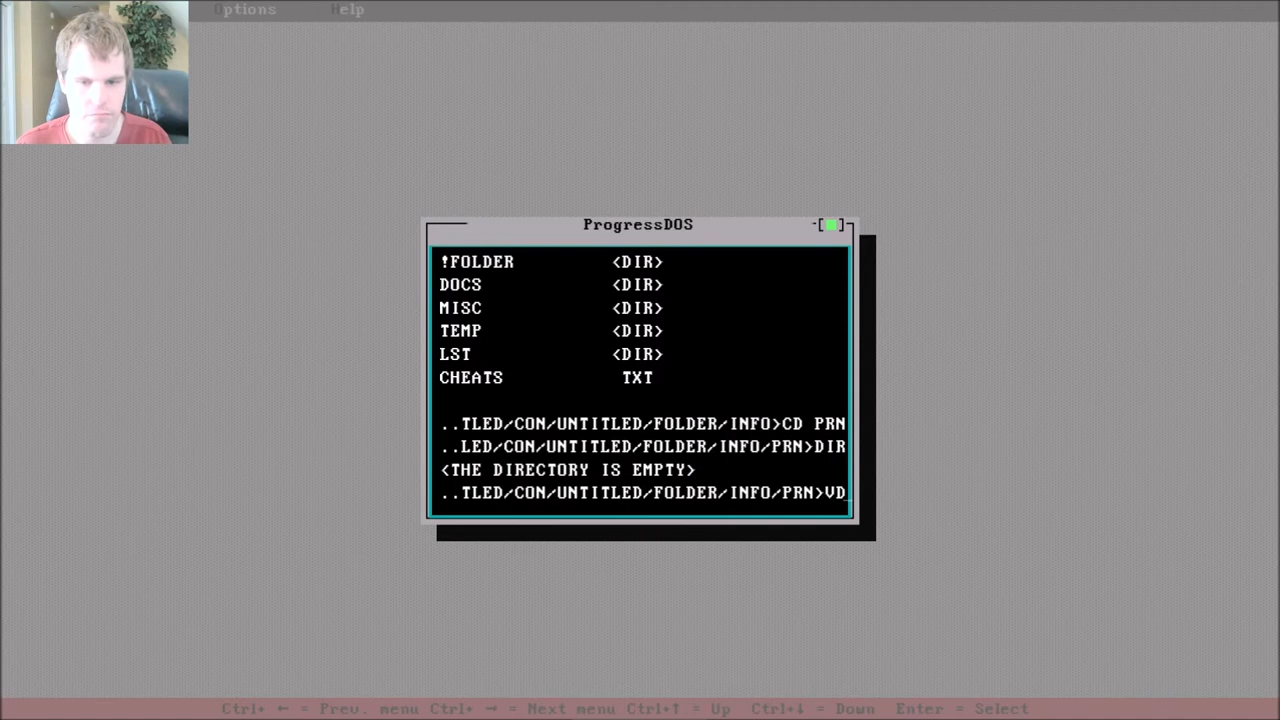 Options Help
ProgressDOS
!FOLDER <DIR>
DOCS <DIR>
MISC <DIR>
TEMP <DIR>
LST <DIR>
CHEATS TXT
..TLED/CON/UNTITLED/FOLDER/INFO>CD PRN
..LED/CON/UNTITLED/FOLDER/INFO/PRN>DIR
<THE DIRECTORY IS EMPTY>
..TLED/CON/UNTITLED/FOLDER/INFO/PRN>VD_
Ctrl+ ← = Prev. menu Ctrl+ → = Next menu Ctrl+↑ = Up Ctrl+↓ = Down Enter = Select